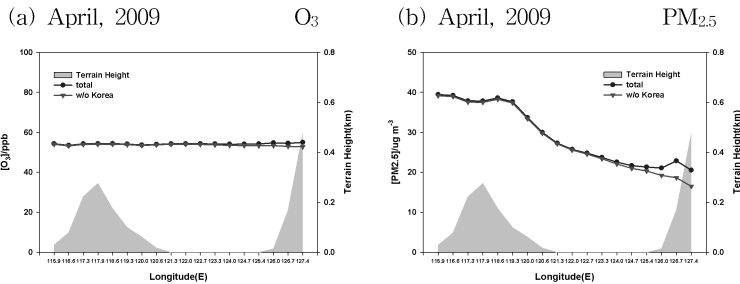 (a) April, 2009 O3
100
80
60
40
20
0
[O3]/ppb
Terrain Height
total
w/o Korea
0.8
0.6
0.4
0.2
0.0
Terrain Height(km)
115.9 116.6 117.3 117.9 118.6 119.3 120.0 120.6 121.3 122.0 122.7 123.3 124.0 124.7 125.4 126.0 126.7 127.4
Longitude(E)
(b) April, 2009 PM2.5
50
40
30
20
10
0
[PM2.5]/ug m-3
Terrain Height
total
w/o Korea
0.8
0.6
0.4
0.2
0.0
Terrain Height(km)
115.9 116.6 117.3 117.9 118.6 119.3 120.0 120.6 121.3 122.0 122.7 123.3 124.0 124.7 125.4 126.0 126.7 127.4
Longitude(E)